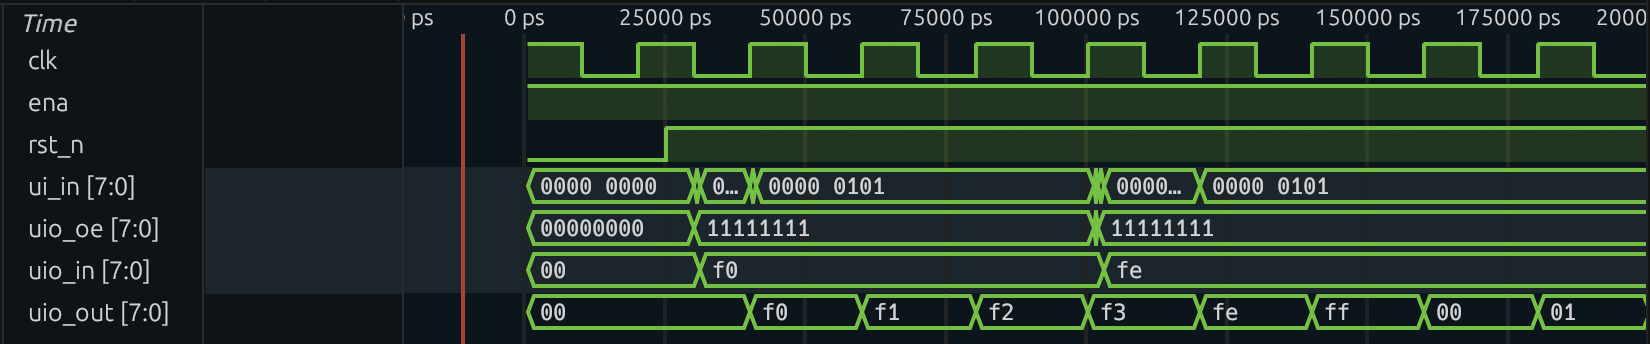 Time ps 0 ps 25000 ps 50000 ps 75000 ps 100000 ps 125000 ps 150000 ps 175000 ps 2000
clk
ena
rst_n
ui_in [7:0] 0000 0000 0... 0000 0101 0000... 0000 0101
uio_oe [7:0] 00000000 11111111 11111111
uio_in [7:0] 00 f0 fe
uio_out [7:0] 00 f0 f1 f2 f3 fe ff 00 01